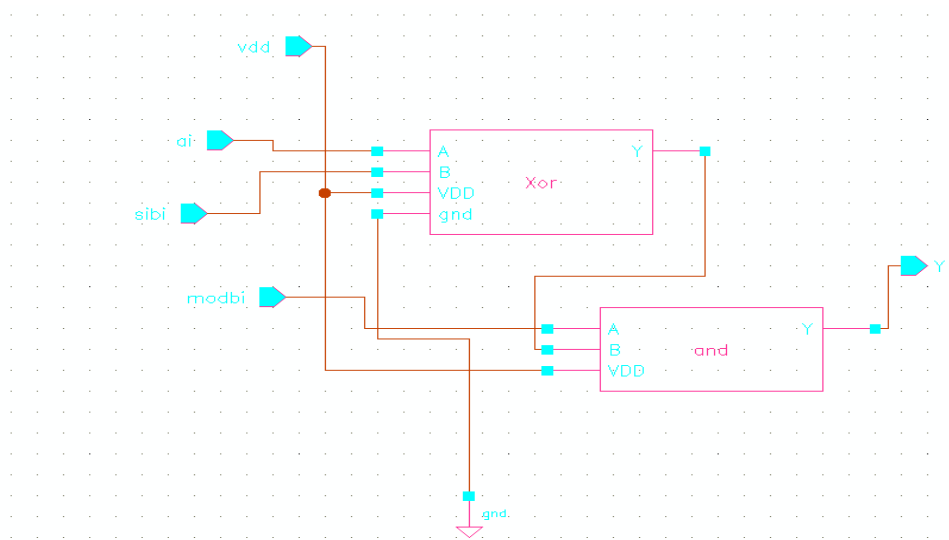 vdd
ai
A
Y
B
Xor
VDD
sibi
gnd
Y
modbi
A
Y
B
and
VDD
gnd